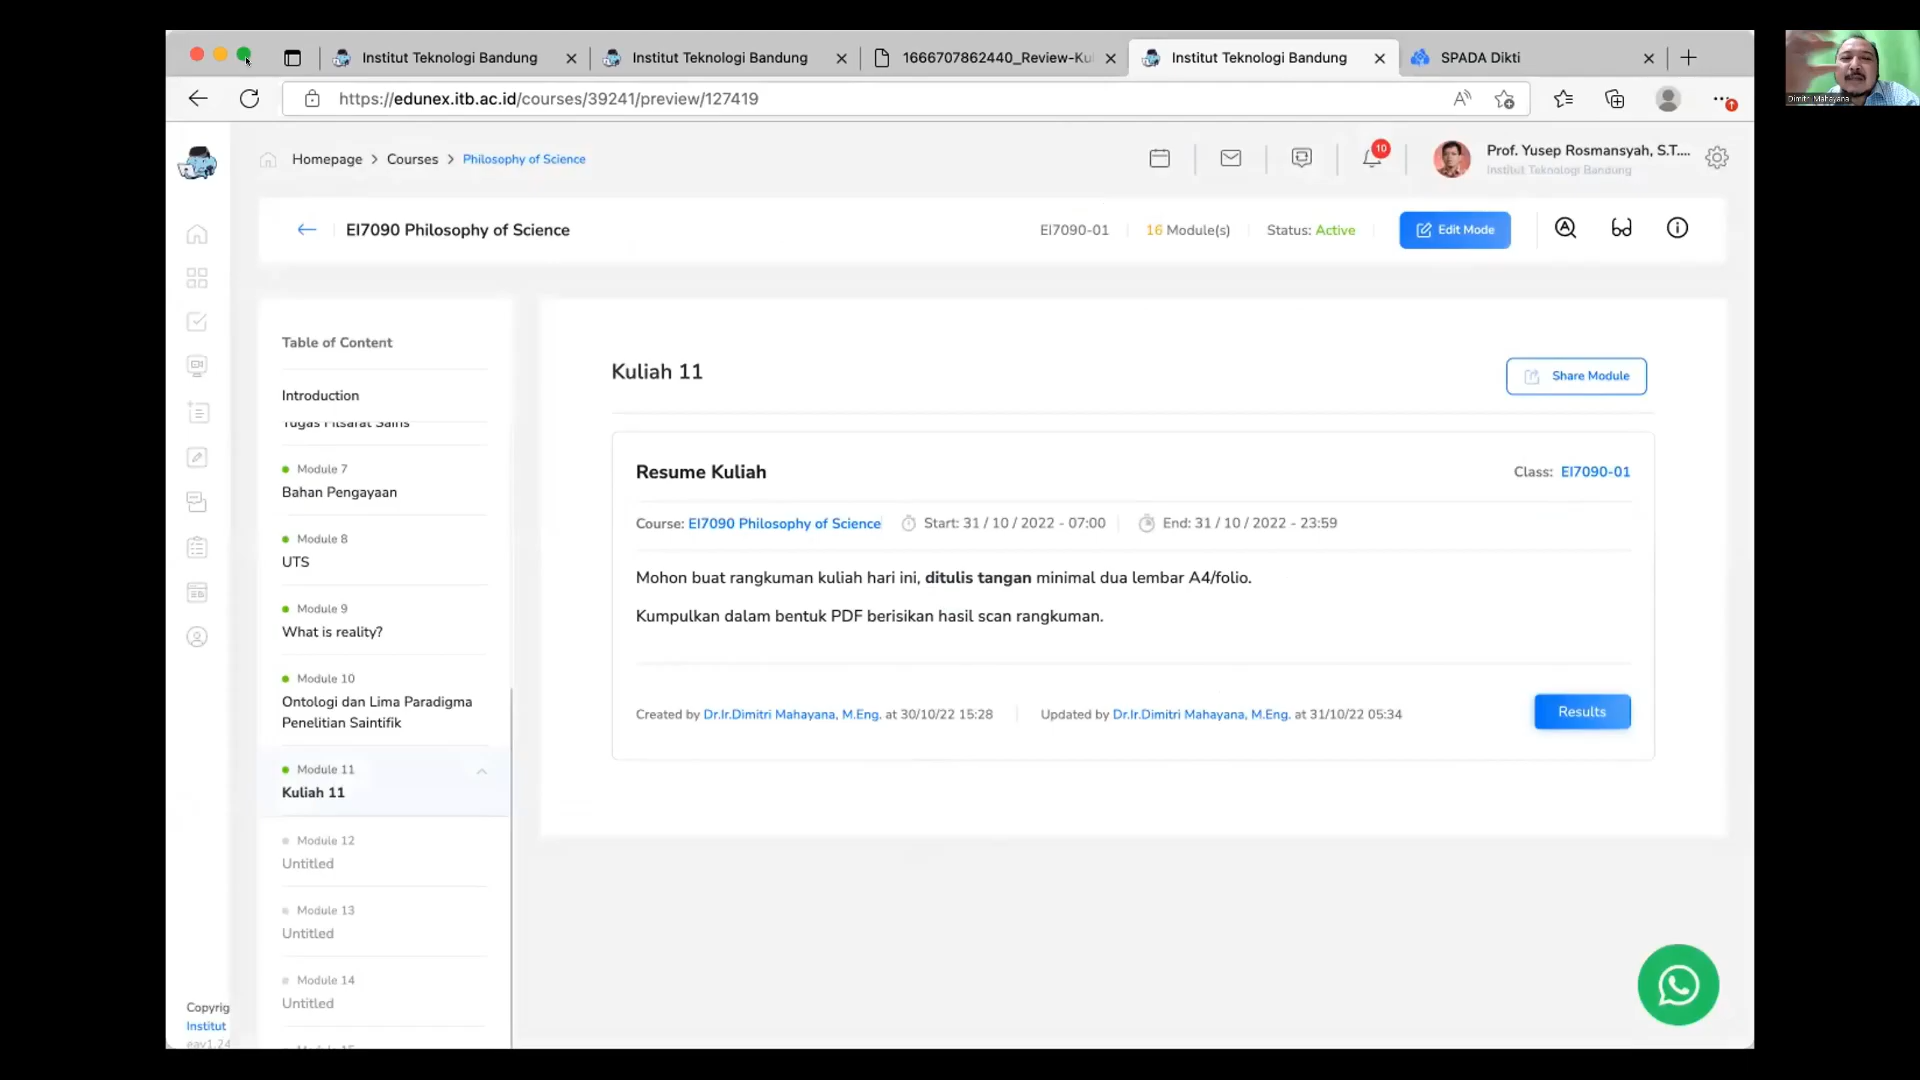 Institut Teknologi Bandung
Institut Teknologi Bandung
1666707862440_Review-Ku
Institut Teknologi Bandung
SPADA Dikti
https://edunex.itb.ac.id/courses/39241/preview/127419
Dimitri Mahayana
Homepage > Courses > Philosophy of Science
10
Prof. Yusep Rosmansyah, S.T....
Institut Teknologi Bandung
EI7090 Philosophy of Science
EI7090-01
16 Module(s)
Status: Active
Edit Mode
Table of Content
Introduction
Tugas Filsafat Sains
Module 7
Bahan Pengayaan
Module 8
UTS
Module 9
What is reality?
Module 10
Ontologi dan Lima Paradigma
Penelitian Saintifik
Module 11
Kuliah 11
Module 12
Untitled
Module 13
Untitled
Module 14
Untitled
Kuliah 11
Share Module
Resume Kuliah
Class: EI7090-01
Course: EI7090 Philosophy of Science
Start: 31 / 10 / 2022 - 07:00
End: 31 / 10 / 2022 - 23:59
Mohon buat rangkuman kuliah hari ini, ditulis tangan minimal dua lembar A4/folio.
Kumpulkan dalam bentuk PDF berisikan hasil scan rangkuman.
Created by Dr.Ir.Dimitri Mahayana, M.Eng. at 30/10/22 15:28
Updated by Dr.Ir.Dimitri Mahayana, M.Eng. at 31/10/22 05:34
Results
Copyrig
Institut
eav1.24